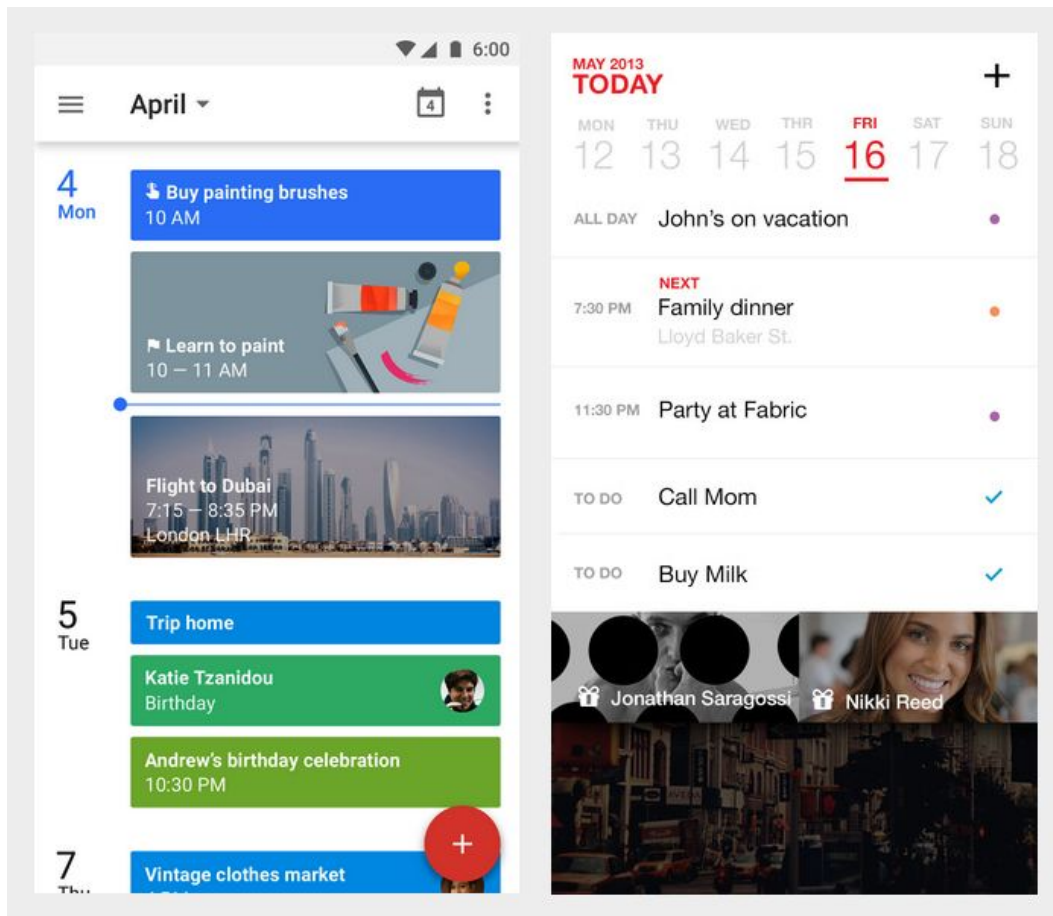 6:00
April
4
4
Mon
Buy painting brushes
10 AM
Learn to paint
10 — 11 AM
Flight to Dubai
7:15 — 8:35 PM
London LHR
5
Tue
Trip home
Katie Tzanidou
Birthday
Andrew's birthday celebration
10:30 PM
+
7
Thu
Vintage clothes market
MAY 2013
TODAY
+
MON THU WED THR FRI SAT SUN
12 13 14 15 16 17 18
ALL DAY John's on vacation
NEXT
7:30 PM Family dinner
Lloyd Baker St.
11:30 PM Party at Fabric
TO DO Call Mom
TO DO Buy Milk
Jonathan Saragossi Nikki Reed
AVEDA